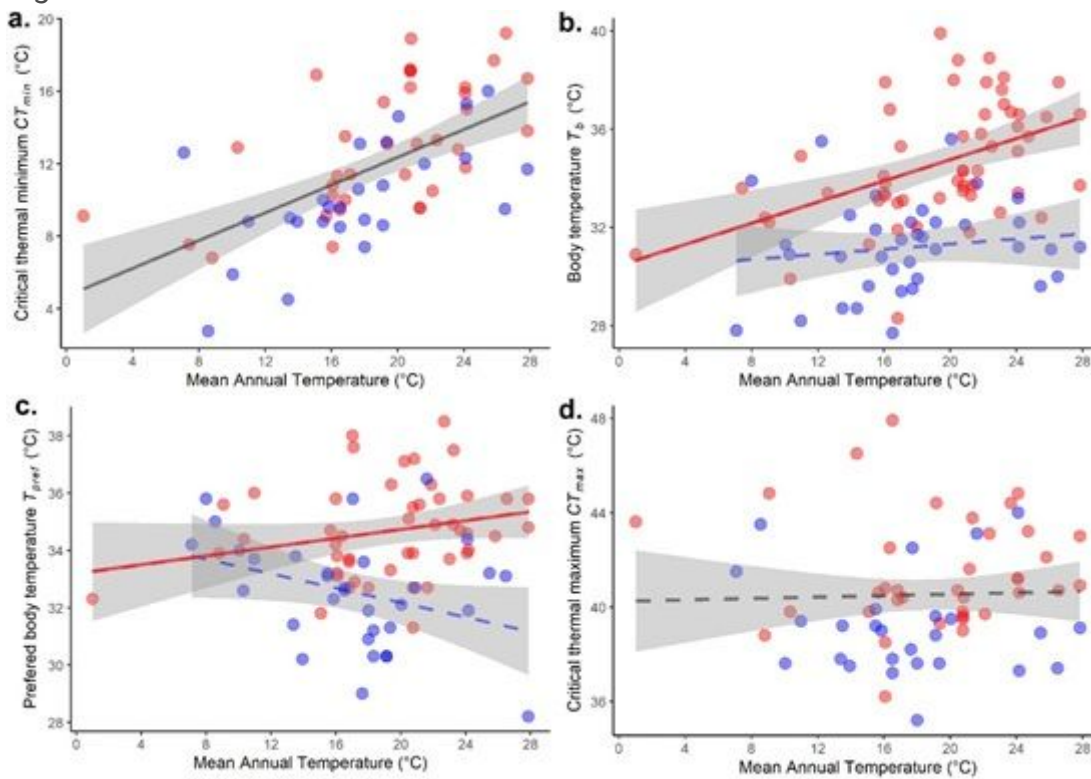 a.
Critical thermal minimum CTmin (°C)
20
16
12
8
4
0 4 8 12 16 20 24 28
Mean Annual Temperature (°C)
b.
Body temperature T_b (°C)
40
36
32
28
0 4 8 12 16 20 24 28
Mean Annual Temperature (°C)
c.
Prefered body temperature Tpref (°C)
38
36
34
32
30
28
0 4 8 12 16 20 24 28
Mean Annual Temperature (°C)
d.
Critical thermal maximum CTmax (°C)
48
44
40
36
0 4 8 12 16 20 24 28
Mean Annual Temperature (°C)